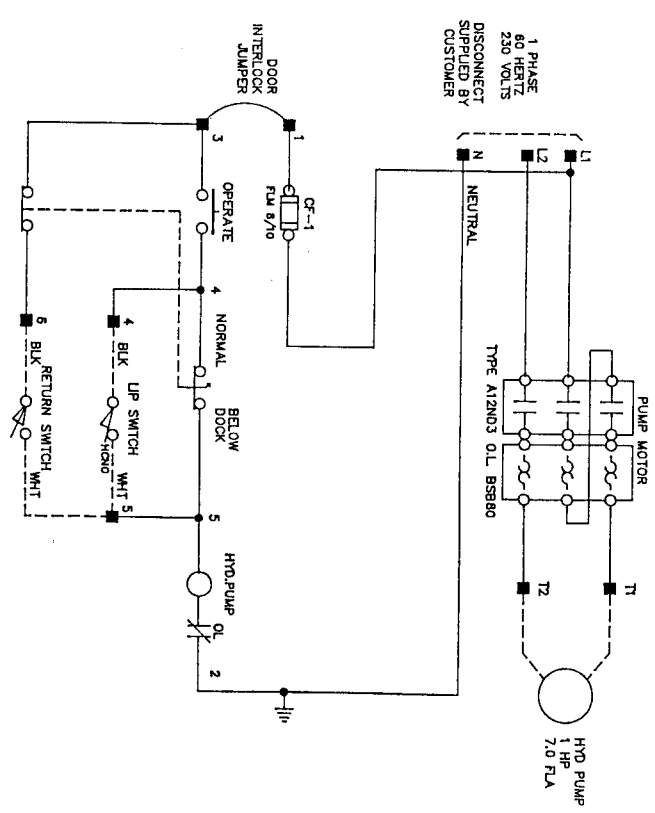 PUMP MOTOR
T1
L1
HYD PUMP
1 HP
7.0 FLA
L2
T2
1 PHASE
60 HERTZ
230 VOLTS
TYPE A12ND3 O.L BSB80
DISCONNECT
SUPPLIED BY
CUSTOMER
N
NEUTRAL
CF-1
FLM 8/10
1
DOOR
INTERLOCK
JUMPER
3
OPERATE
4
NORMAL
BELOW
DOCK
5
HYD.PUMP
OL
2
4
BLK
LIP SWITCH
HCNO
WHT
5
6
BLK
RETURN SWITCH
WHT